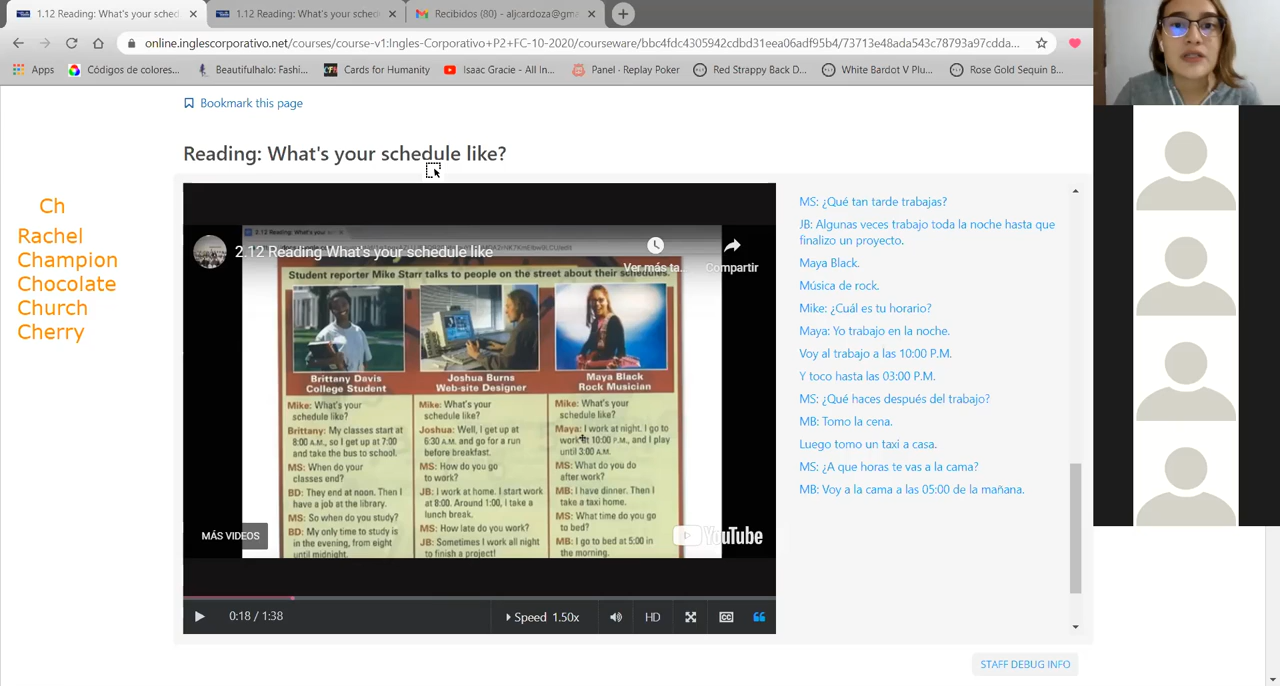 1.12 Reading: What's your sched
1.12 Reading: What's your sche
Recibidos (80) - aljcardoza@gma
online.inglescorporativo.net/courses/course-v1:Ingles-Corporativo+P2+FC-10-2020/courseware/bbc4fdc4305942cdbd31eea06adf95b4/73713e48ada543c78793a97cdda...
Apps
Códigos de colores...
Beautifulhalo: Fashi...
Cards for Humanity
Isaac Gracie - All In...
Panel · Replay Poker
Red Strappy Back D...
White Bardot V Plu...
Rose Gold Sequin B...
Bookmark this page
Reading: What's your schedule like?
Ch
Rachel
Champion
Chocolate
Church
Cherry
2.12 Reading What's your schedule like
Ver más ta...
Compartir
Student reporter Mike Starr talks to people on the street about their schedules.
Brittany Davis
College Student
Mike: What's your
schedule like?
Brittany: My classes start at
8:00 A.M., so I get up at 7:00
and take the bus to school.
MS: When do your
classes end?
BD: They end at noon. Then I
have a job at the library.
MS: So when do you study?
BD: My only time to study is
in the evening, from eight
until midnight.
Joshua Burns
Web-site Designer
Mike: What's your
schedule like?
Joshua: Well, I get up at
6:30 A.M. and go for a run
before breakfast.
MS: How do you go
to work?
JB: I work at home. I start work
at 8:00. Around 1:00, I take a
lunch break.
MS: How late do you work?
JB: Sometimes I work all night
to finish a project!
Maya Black
Rock Musician
Mike: What's your
schedule like?
Maya: I work at night. I go to
work at 10:00 P.M., and I play
until 3:00 A.M.
MS: What do you do
after work?
MB: I have dinner. Then I
take a taxi home.
MS: What time do you go
to bed?
MB: I go to bed at 5:00 in
the morning.
MÁS VIDEOS
YouTube
0:18 / 1:38
Speed 1.50x
HD
CC
MS: ¿Qué tan tarde trabajas?
JB: Algunas veces trabajo toda la noche hasta que
finalizo un proyecto.
Maya Black.
Música de rock.
Mike: ¿Cuál es tu horario?
Maya: Yo trabajo en la noche.
Voy al trabajo a las 10:00 P.M.
Y toco hasta las 03:00 P.M.
MS: ¿Qué haces después del trabajo?
MB: Tomo la cena.
Luego tomo un taxi a casa.
MS: ¿A que horas te vas a la cama?
MB: Voy a la cama a las 05:00 de la mañana.
STAFF DEBUG INFO